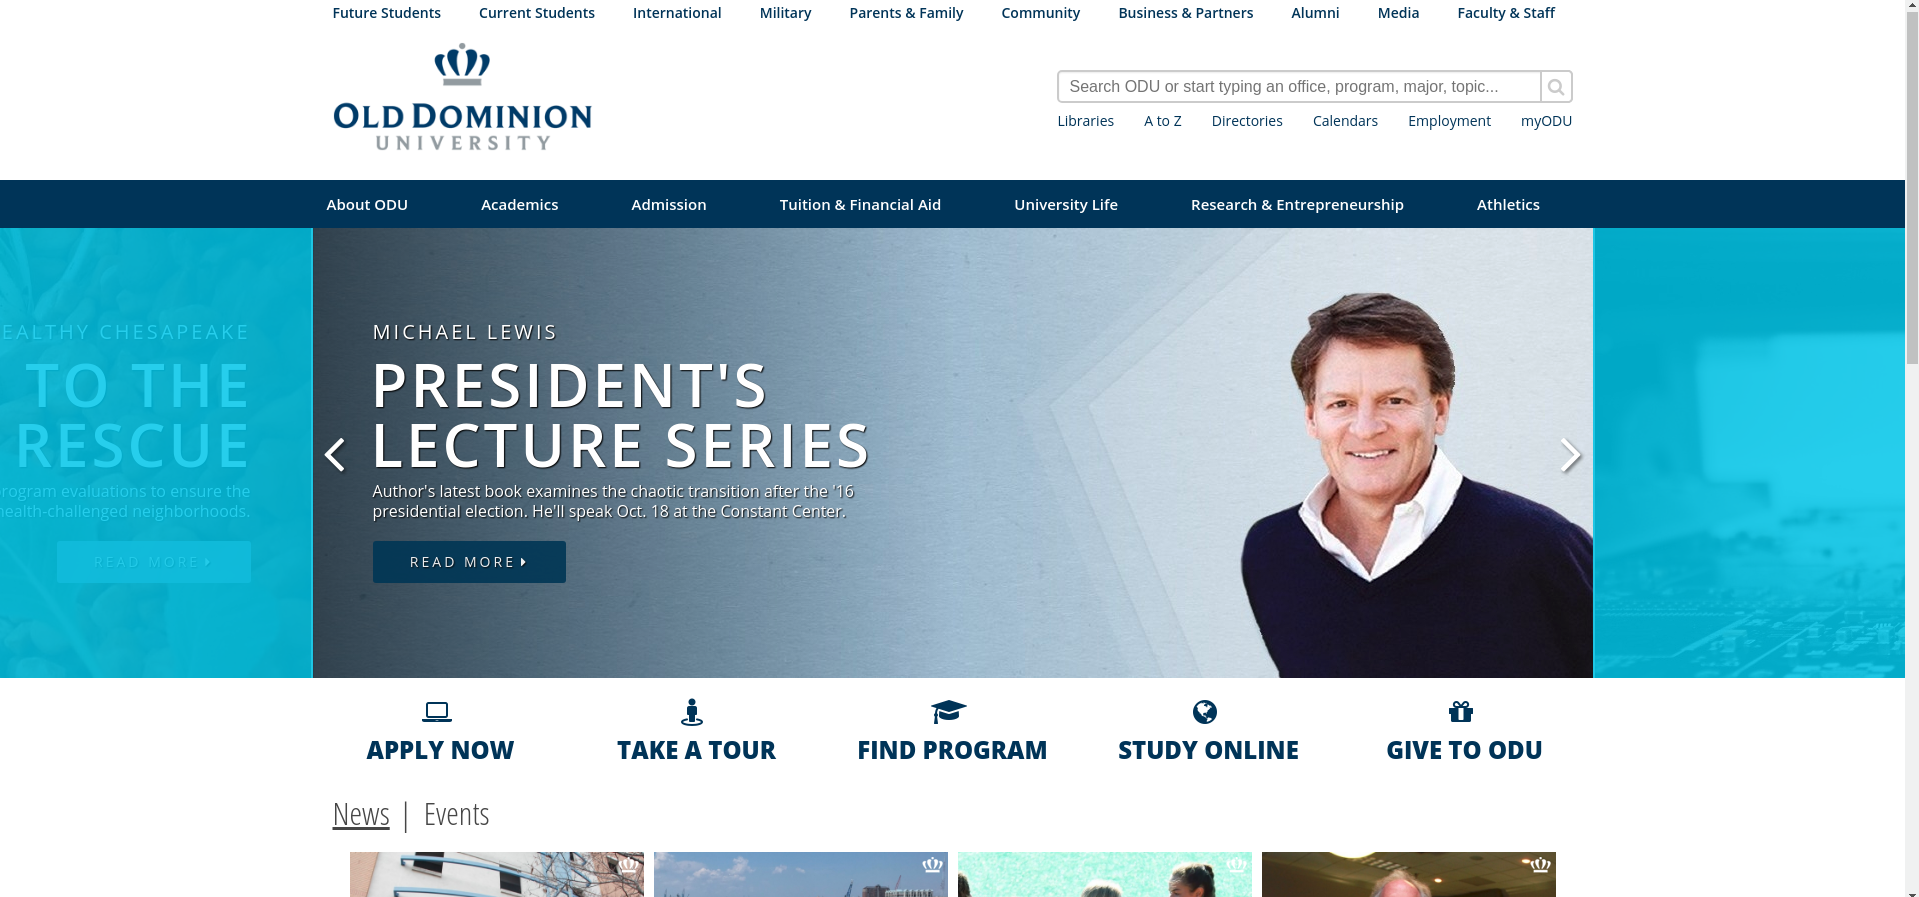 Future Students Current Students International Military Parents & Family Community Business & Partners Alumni Media Faculty & Staff
OLD DOMINION
UNIVERSITY
Search ODU or start typing an office, program, major, topic...
Libraries A to Z Directories Calendars Employment myODU
About ODU Academics Admission Tuition & Financial Aid University Life Research & Entrepreneurship Athletics
EALTHY CHESAPEAKE
TO THE
RESCUE
rogram evaluations to ensure the
health-challenged neighborhoods.
READ MORE
MICHAEL LEWIS
PRESIDENT'S
LECTURE SERIES
Author's latest book examines the chaotic transition after the '16
presidential election. He'll speak Oct. 18 at the Constant Center.
READ MORE
APPLY NOW TAKE A TOUR FIND PROGRAM STUDY ONLINE GIVE TO ODU
News | Events